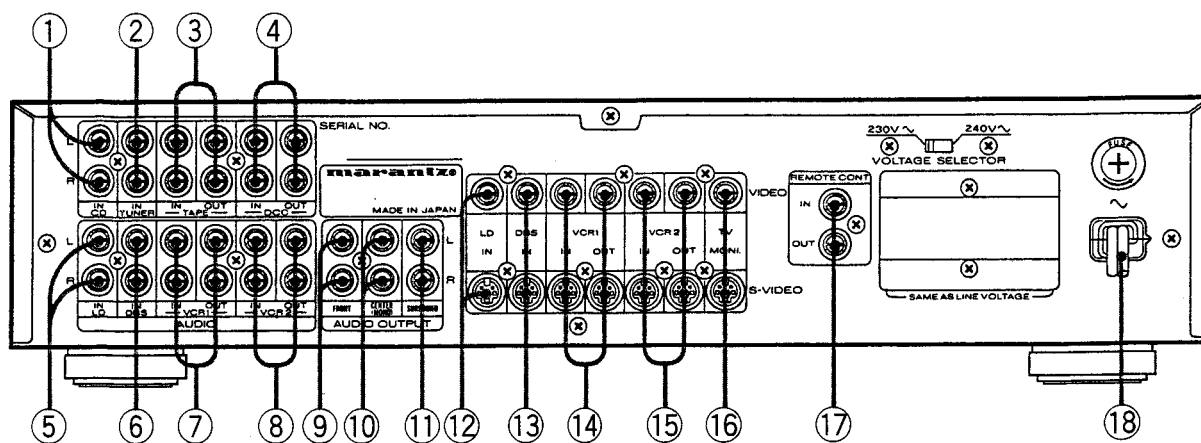 ① ② ③ ④
230V∿ 240V∿
VOLTAGE SELECTOR
FUSE
∿
SERIAL NO.
L
R
IN IN IN OUT IN OUT
CD TUNER TAPE DCC
marantz
MADE IN JAPAN
L
R
IN IN IN OUT IN OUT
LD DBS VCR1 VCR2
AUDIO
L
R
FRONT CENTER (MONO) SURROUND
AUDIO OUTPUT
VIDEO
LD DBS VCR1 VCR2 TV
IN IN IN OUT IN OUT MONI.
S-VIDEO
REMOTE CONT.
IN
OUT
SAME AS LINE VOLTAGE
⑤ ⑥ ⑦ ⑧ ⑨ ⑩ ⑪ ⑫ ⑬ ⑭ ⑮ ⑯ ⑰ ⑱